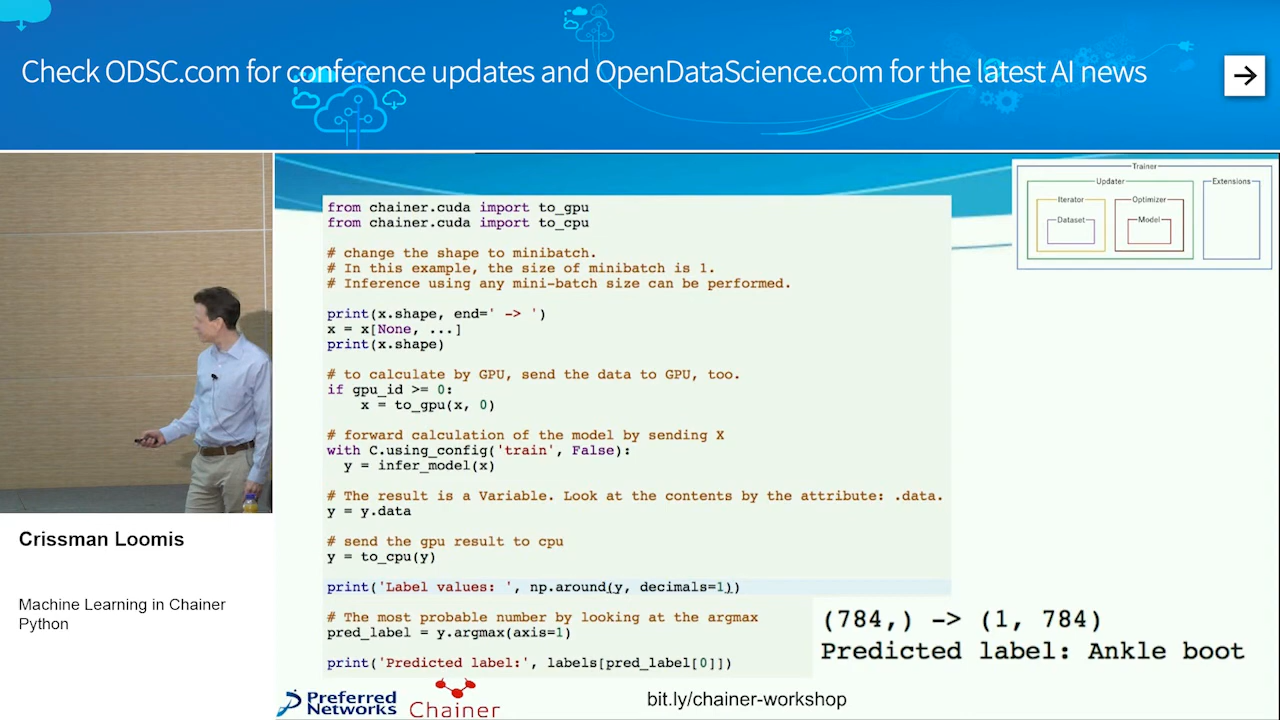 Check ODSC.com for conference updates and OpenDataScience.com for the latest AI news
Trainer
Updater
Extensions
Iterator
Optimizer
Dataset
Model
from chainer.cuda import to_gpu
from chainer.cuda import to_cpu
# change the shape to minibatch.
# In this example, the size of minibatch is 1.
# Inference using any mini-batch size can be performed.
print(x.shape, end=' -> ')
x = x[None, ...]
print(x.shape)
# to calculate by GPU, send the data to GPU, too.
if gpu_id >= 0:
    x = to_gpu(x, 0)
# forward calculation of the model by sending X
with C.using_config('train', False):
  y = infer_model(x)
# The result is a Variable. Look at the contents by the attribute: .data.
y = y.data
# send the gpu result to cpu
y = to_cpu(y)
print('Label values: ', np.around(y, decimals=1))
# The most probable number by looking at the argmax
pred_label = y.argmax(axis=1)
print('Predicted label:', labels[pred_label[0]])
(784,) -> (1, 784)
Predicted label: Ankle boot
Crissman Loomis
Machine Learning in Chainer
Python
Preferred
Networks
Chainer
bit.ly/chainer-workshop